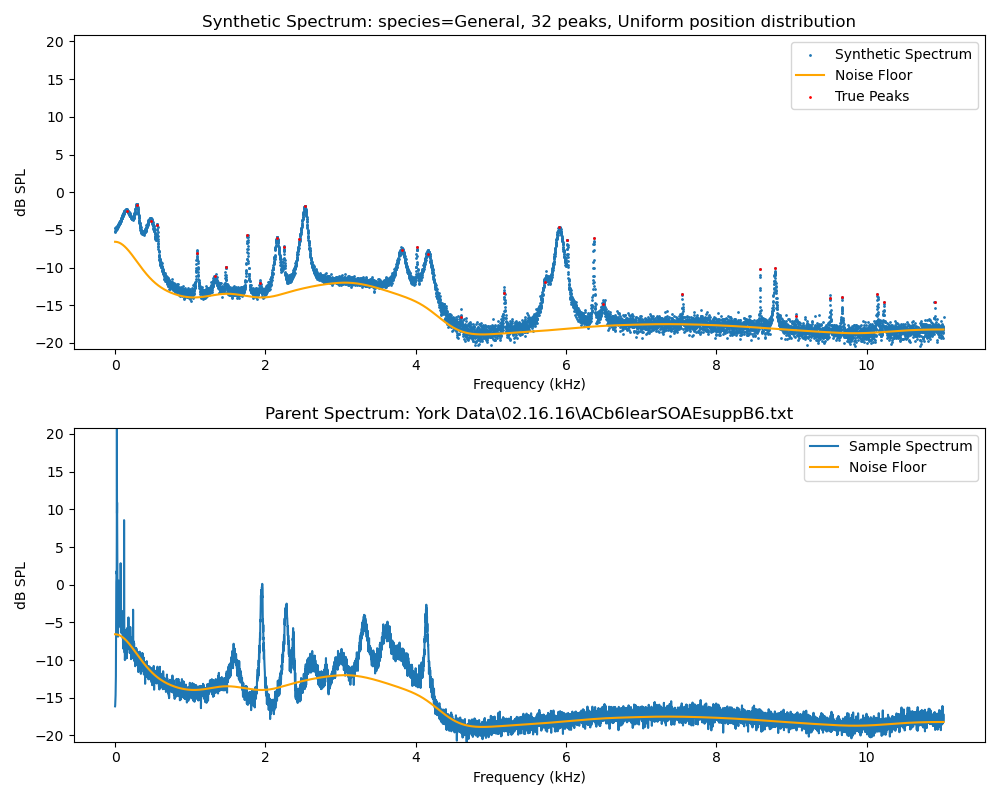 Synthetic Spectrum: species=General, 32 peaks, Uniform position distribution
20
15
10
5
0
−5
−10
−15
−20
dB SPL
Synthetic Spectrum
Noise Floor
True Peaks
0 2 4 6 8 10
Frequency (kHz)
Parent Spectrum: York Data\02.16.16\ACb6learSOAEsuppB6.txt
20
15
10
5
0
−5
−10
−15
−20
dB SPL
Sample Spectrum
Noise Floor
0 2 4 6 8 10
Frequency (kHz)